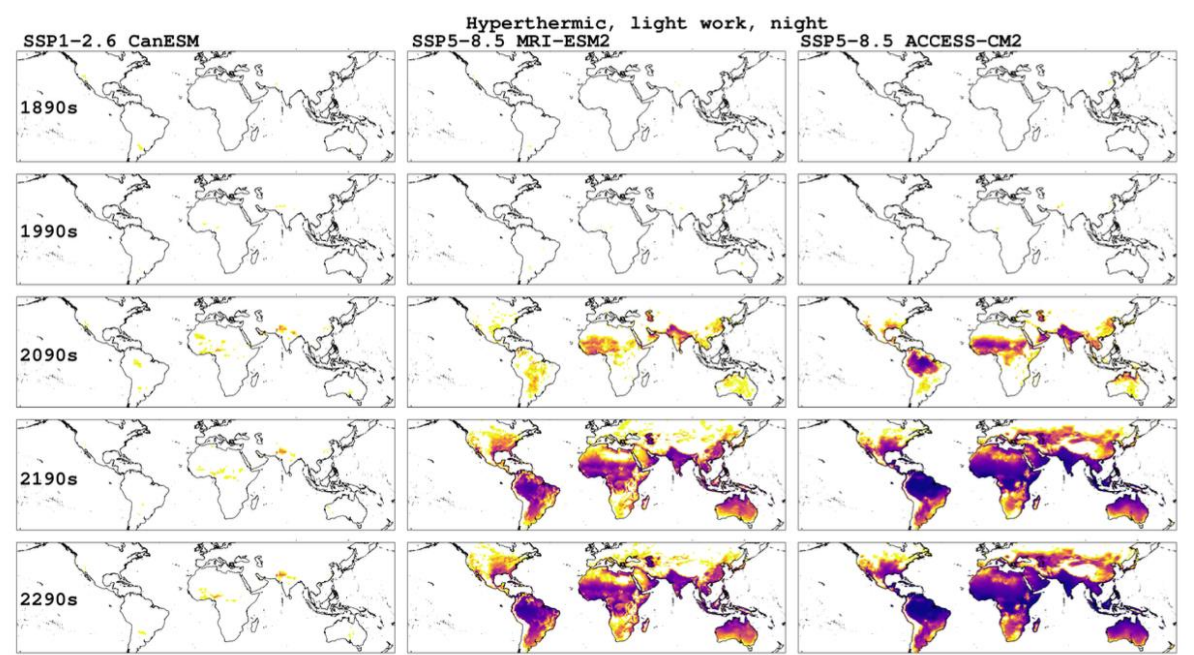 Hyperthermic, light work, night
SSP1-2.6 CanESM SSP5-8.5 MRI-ESM2 SSP5-8.5 ACCESS-CM2
1890s
1990s
2090s
2190s
2290s